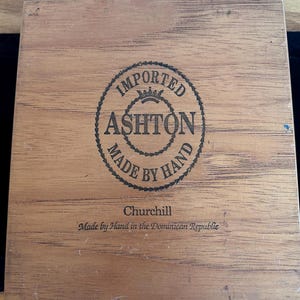 IMPORTED
ASHTON
MADE BY HAND
Churchill
Made by Hand in the Dominican Republic